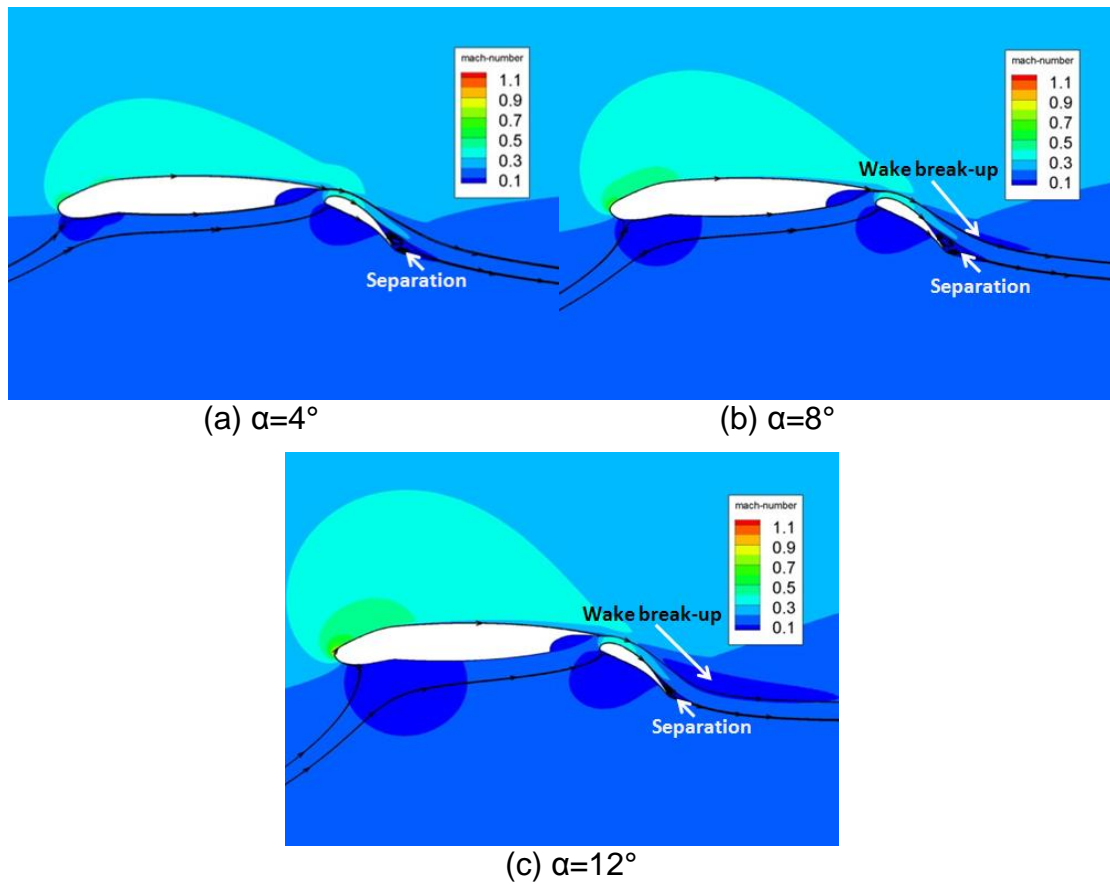 mach-number
1.1
0.9
0.7
0.5
0.3
0.1
Separation
(a) α=4°
mach-number
1.1
0.9
0.7
0.5
0.3
0.1
Wake break-up
Separation
(b) α=8°
mach-number
1.1
0.9
0.7
0.5
0.3
0.1
Wake break-up
Separation
(c) α=12°